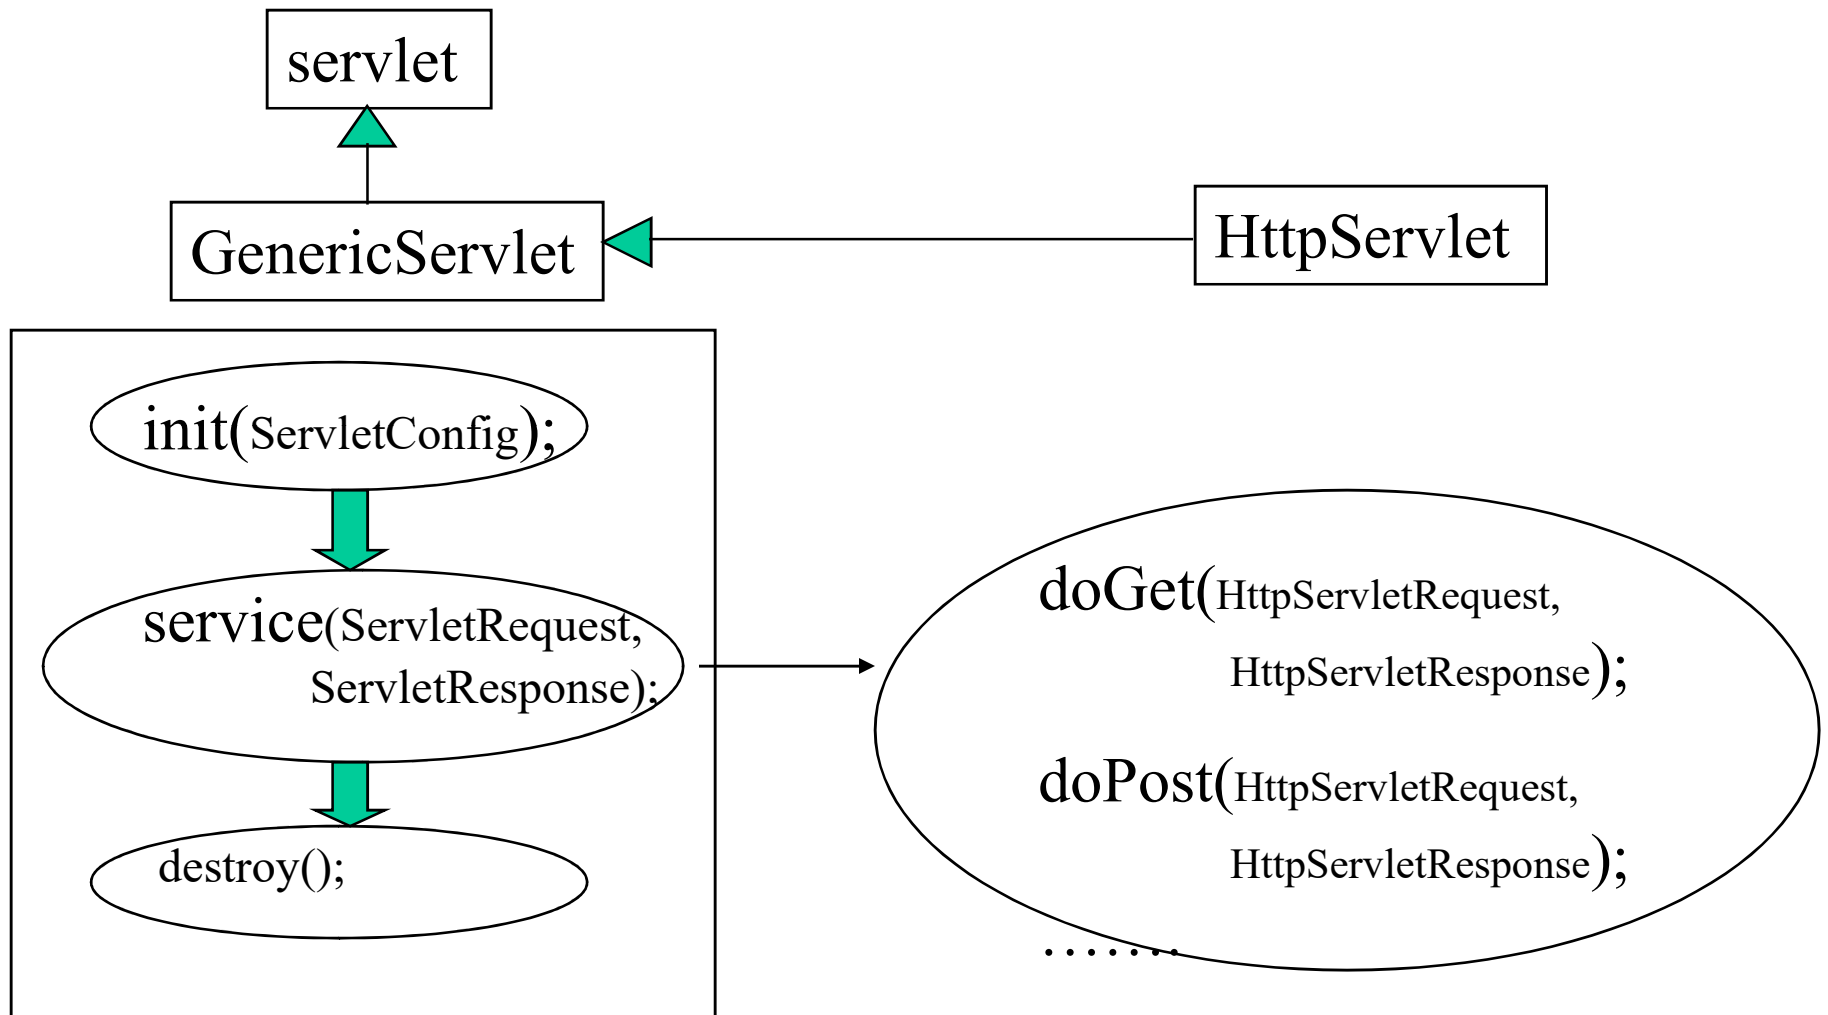 servlet
GenericServlet
HttpServlet
init(ServletConfig);
service(ServletRequest,
ServletResponse);
destroy();
doGet(HttpServletRequest,
HttpServletResponse);
doPost(HttpServletRequest,
HttpServletResponse);
.......